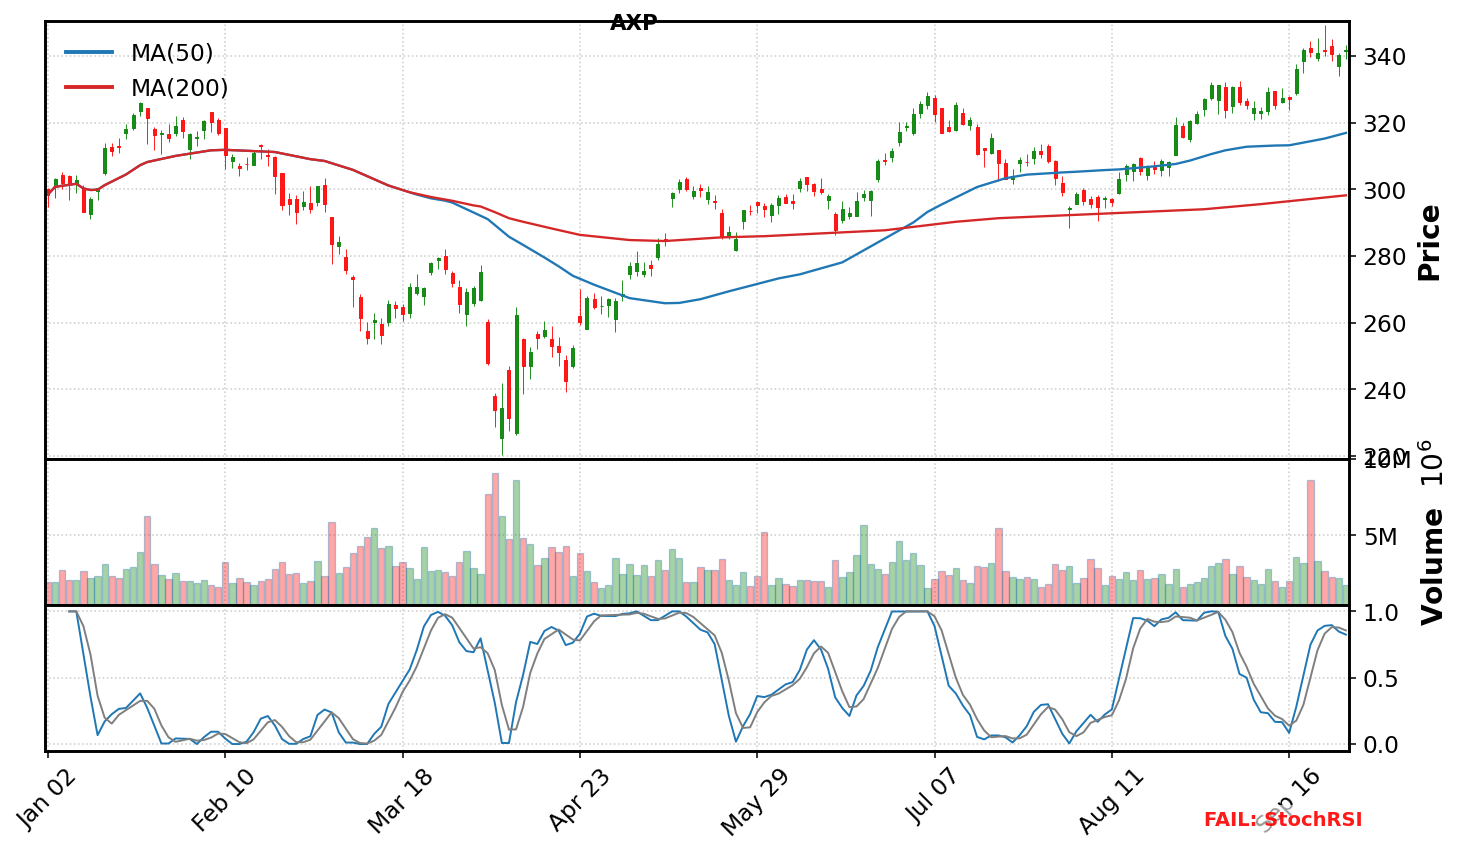 AXP
MA(50)
MA(200)
340
320
300
280
260
240
220
Price
10M
5M
Volume 10^6
1.0
0.5
0.0
Jan 02
Feb 10
Mar 18
Apr 23
May 29
Jul 07
Aug 11
Sep 16
FAIL: StochRSI